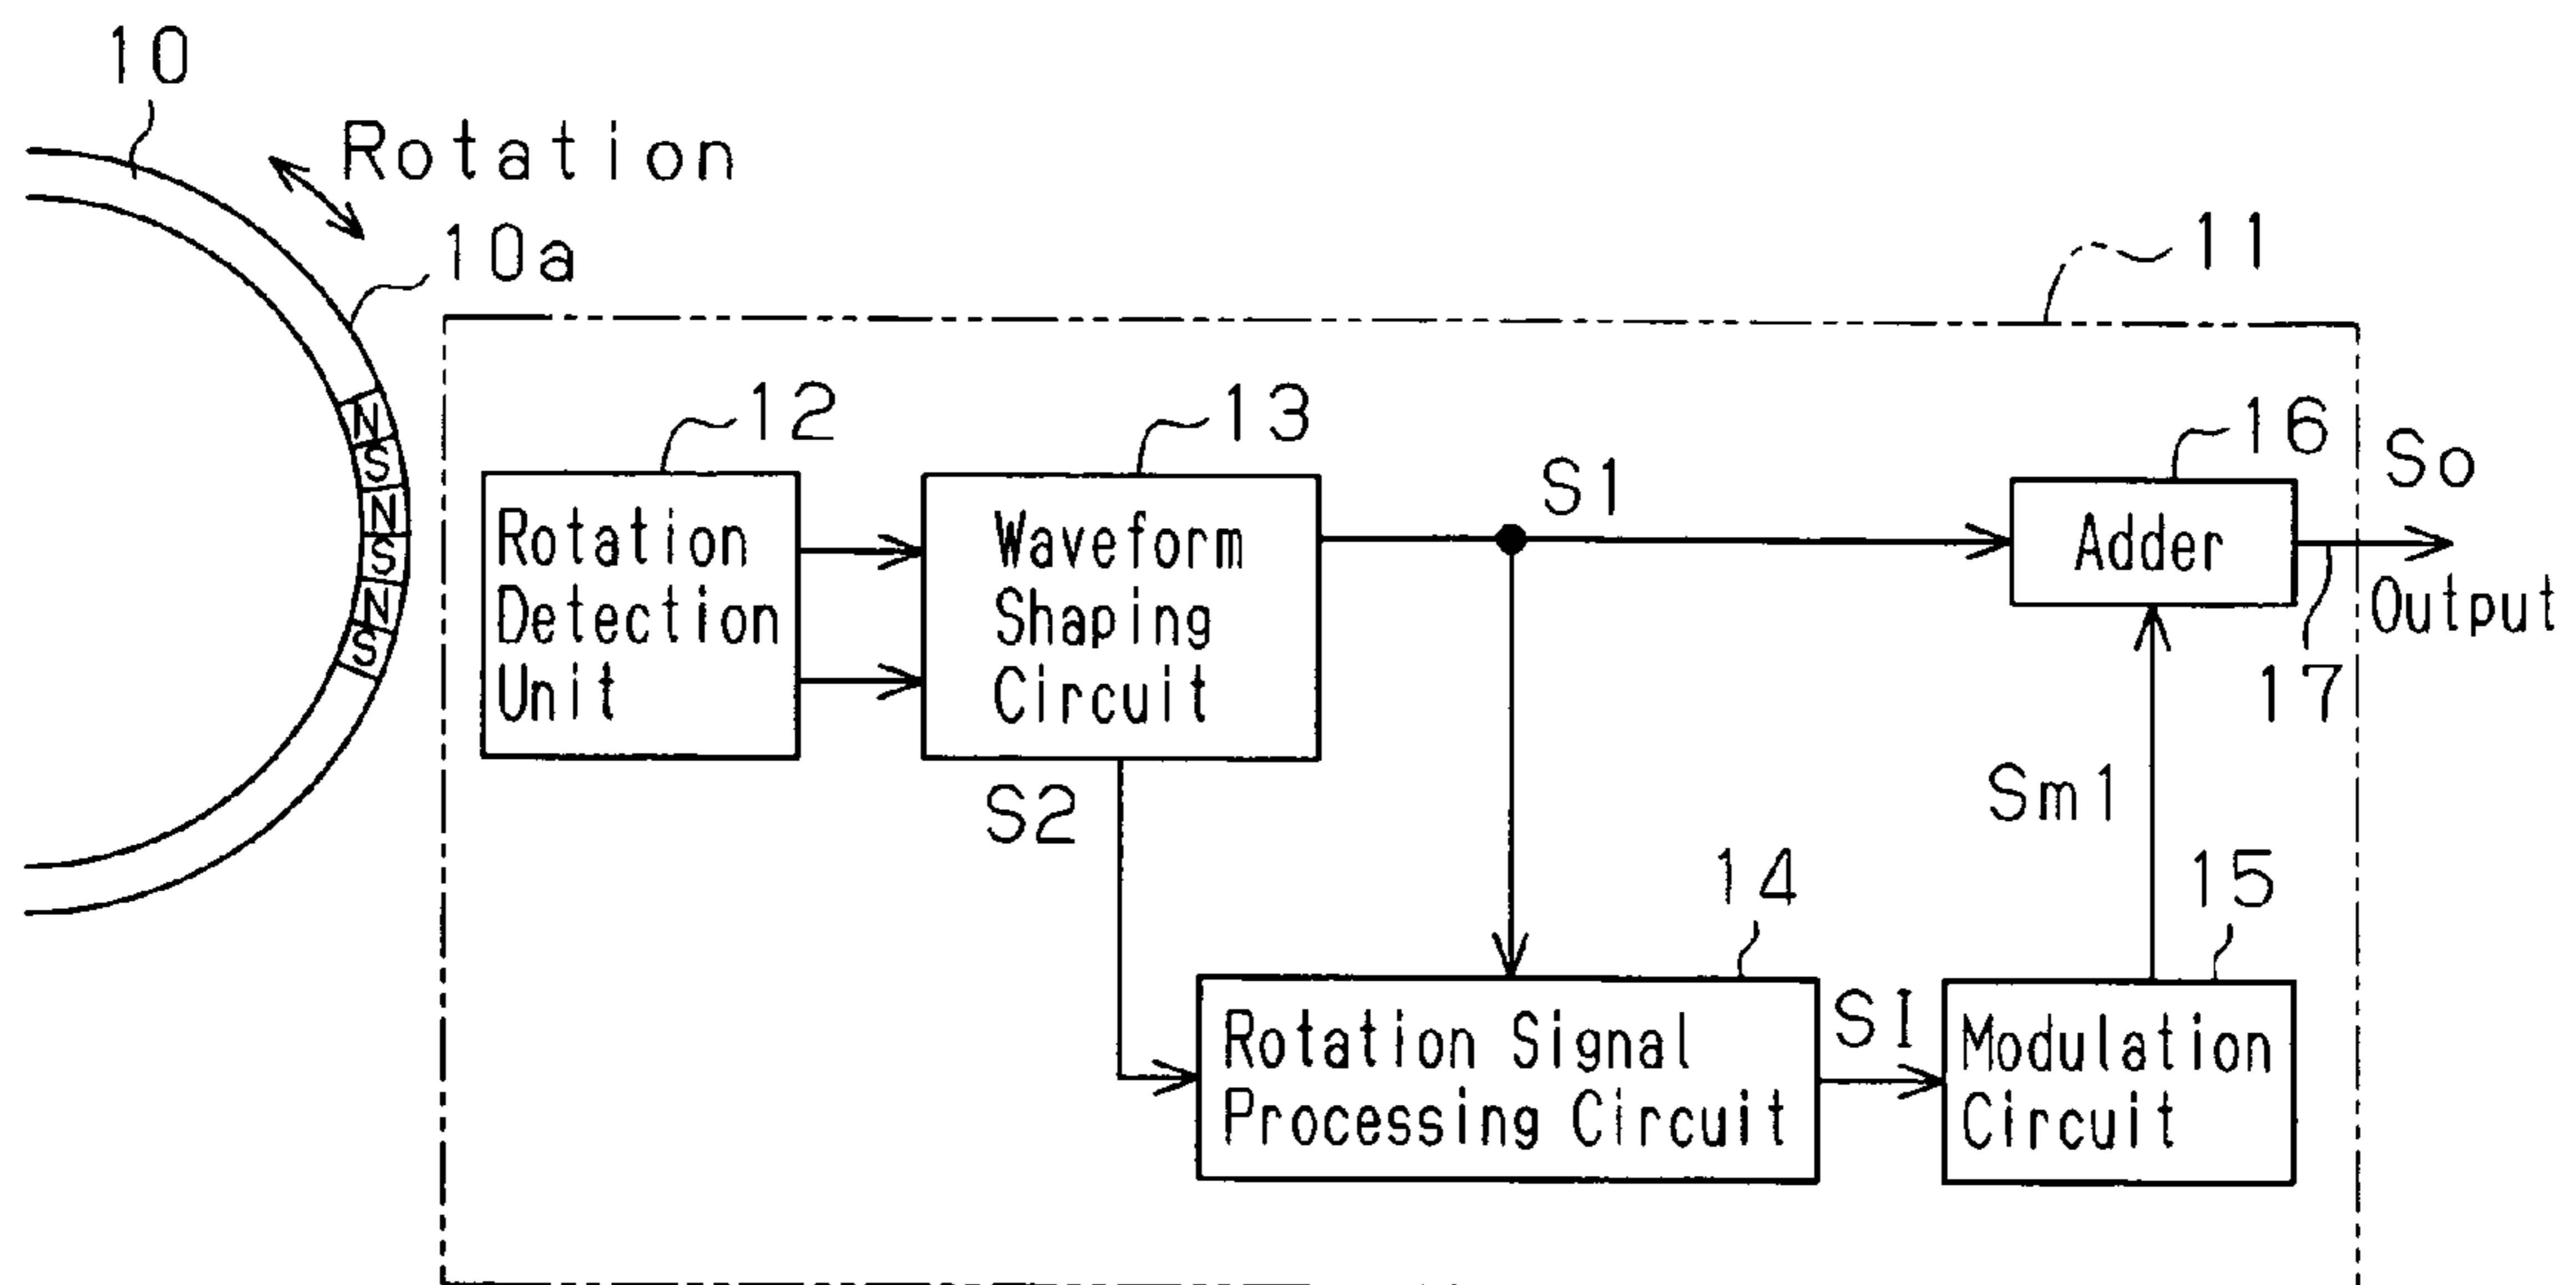 10
Rotation
10a
11
N
S
N
S
N
S
12
Rotation
Detection
Unit
13
Waveform
Shaping
Circuit
S1
16
Adder
So
Output
17
S2
Sm1
14
Rotation Signal
Processing Circuit
SI
15
Modulation
Circuit